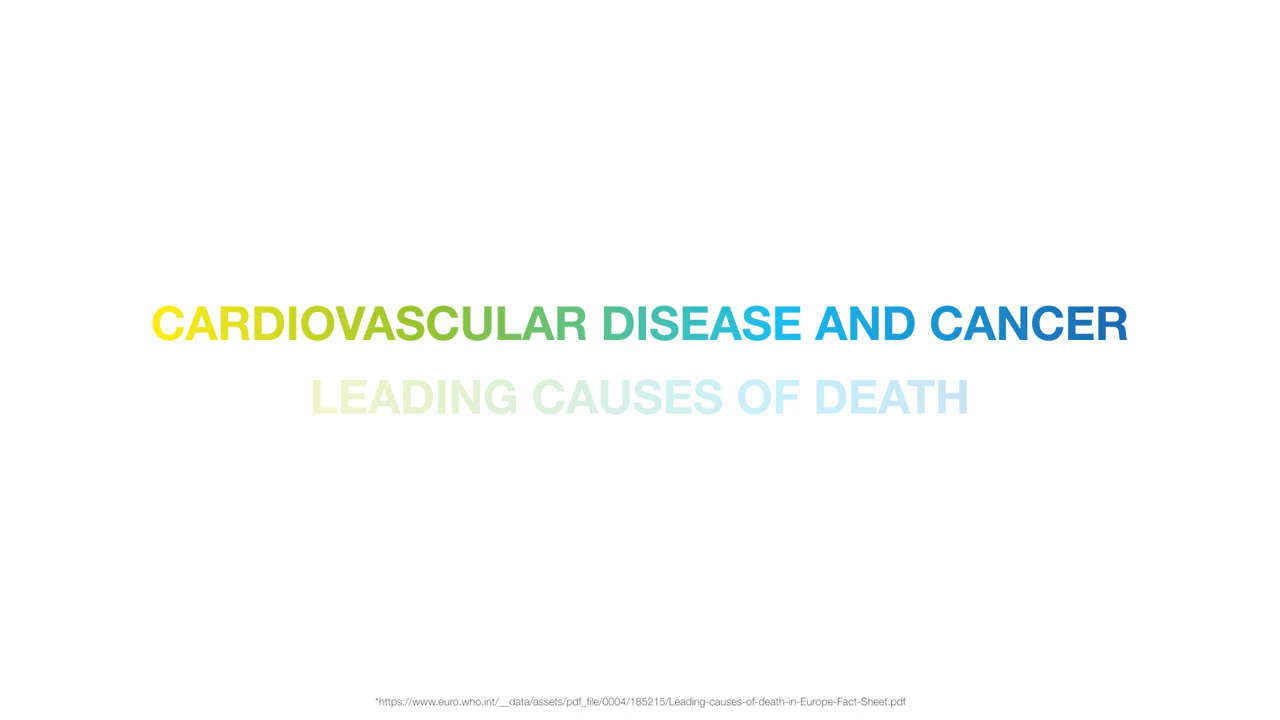 CARDIOVASCULAR DISEASE AND CANCER
LEADING CAUSES OF DEATH
*https://www.euro.who.int/__data/assets/pdf_file/0004/185215/Leading-causes-of-death-in-Europe-Fact-Sheet.pdf